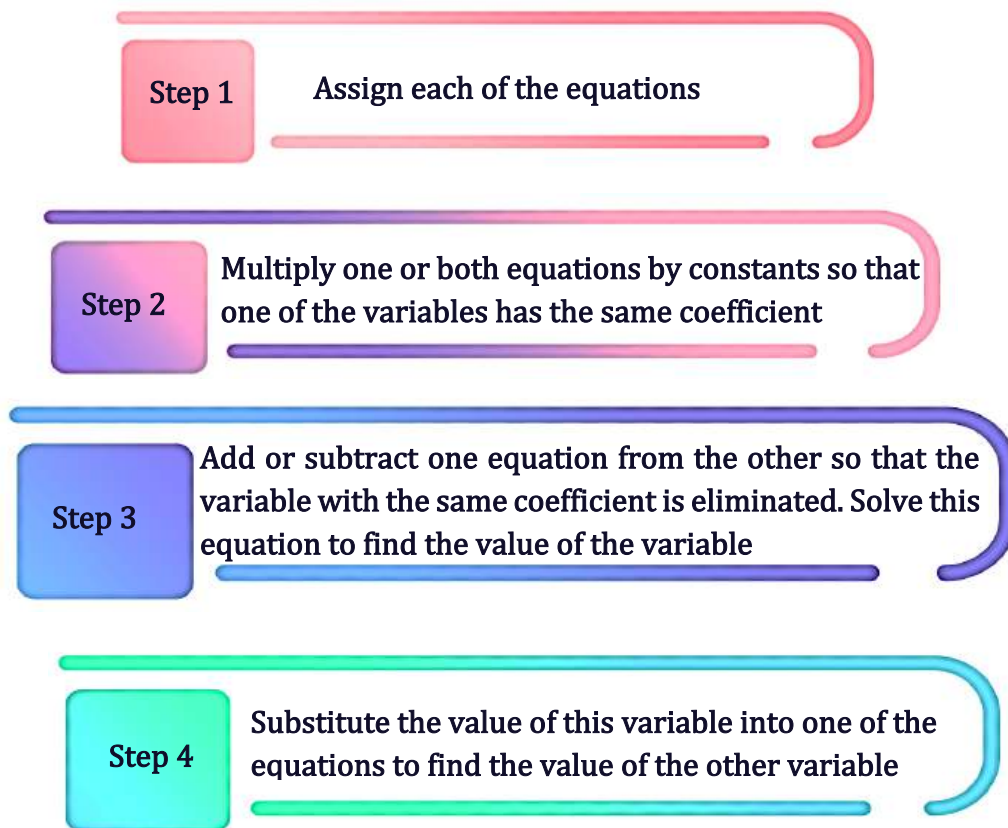 Step 1
Assign each of the equations
Step 2
Multiply one or both equations by constants so that
one of the variables has the same coefficient
Step 3
Add or subtract one equation from the other so that the
variable with the same coefficient is eliminated. Solve this
equation to find the value of the variable
Step 4
Substitute the value of this variable into one of the
equations to find the value of the other variable